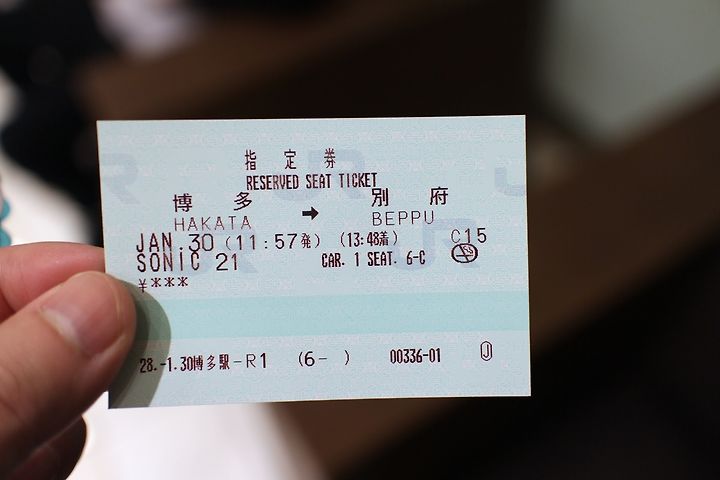 指定券
RESERVED SEAT TICKET
博多 → 別府
HAKATA BEPPU
JAN.30 (11:57発) (13:48着) C15
SONIC 21 CAR. 1 SEAT. 6-C
¥***
28.-1.30博多駅-R1 (6- ) 00336-01 Ⓙ